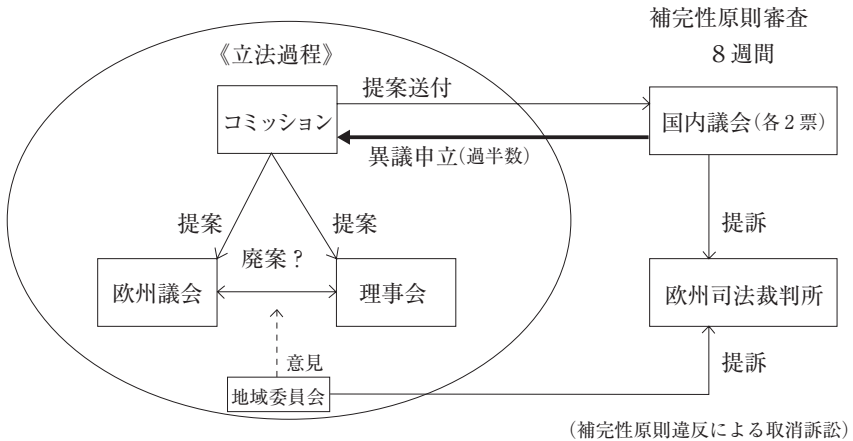 補完性原則審査
8週間
《立法過程》
提案送付
コミッション
国内議会(各2票)
異議申立(過半数)
提案
提案
提訴
廃案?
欧州議会
理事会
欧州司法裁判所
意見
提訴
地域委員会
(補完性原則違反による取消訴訟)